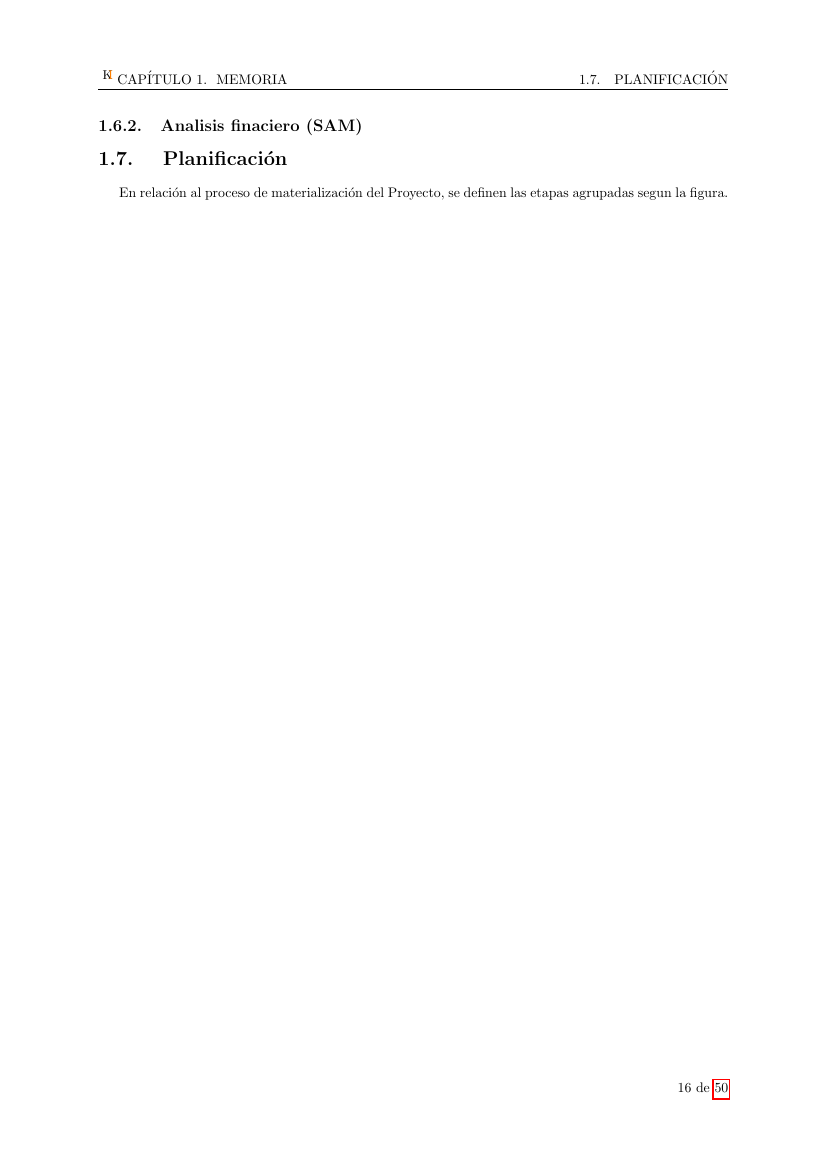 K CAPÍTULO 1. MEMORIA 1.7. PLANIFICACIÓN
1.6.2. Analisis finaciero (SAM)
1.7. Planificación
En relación al proceso de materialización del Proyecto, se definen las etapas agrupadas segun la figura.
16 de 50